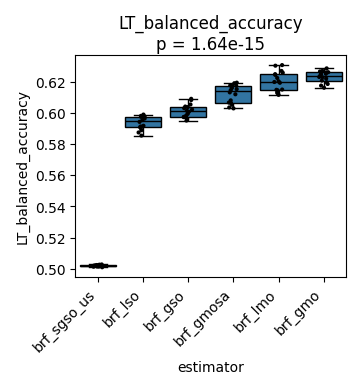 LT_balanced_accuracy
p = 1.64e-15
LT_balanced_accuracy
0.62
0.60
0.58
0.56
0.54
0.52
0.50
brf_sgso_us
brf_lso
brf_gso
brf_gmosa
brf_lmo
brf_gmo
estimator